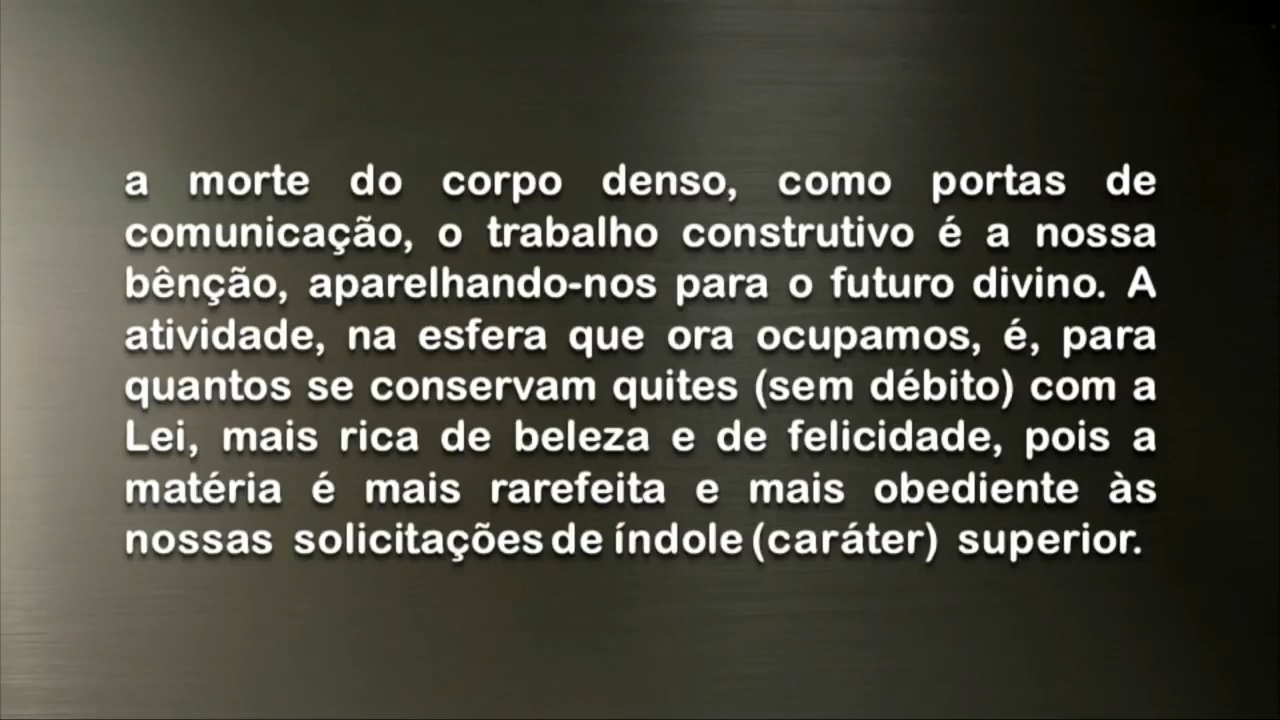 a morte do corpo denso, como portas de
comunicação, o trabalho construtivo é a nossa
bênção, aparelhando-nos para o futuro divino. A
atividade, na esfera que ora ocupamos, é, para
quantos se conservam quites (sem débito) com a
Lei, mais rica de beleza e de felicidade, pois a
matéria é mais rarefeita e mais obediente às
nossas solicitações de índole (caráter) superior.